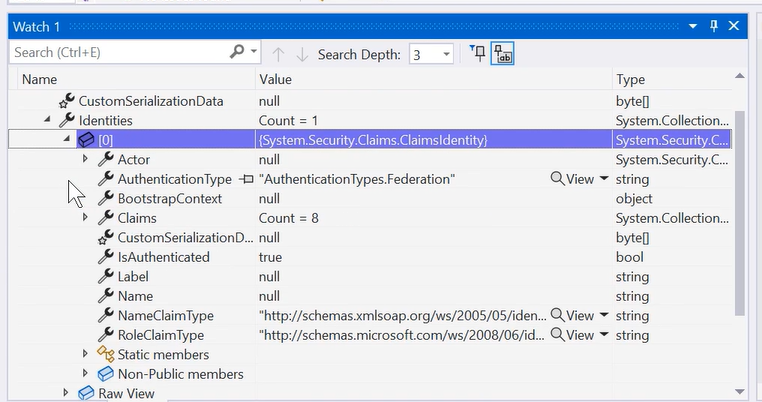 Watch 1
Search (Ctrl+E) Search Depth: 3
Name Value Type
CustomSerializationData null byte[]
Identities Count = 1 System.Collection...
[0] {System.Security.Claims.ClaimsIdentity} System.Security.C...
Actor null System.Security.C...
AuthenticationType "AuthenticationTypes.Federation" View string
BootstrapContext null object
Claims Count = 8 System.Collection...
CustomSerializationD... null byte[]
IsAuthenticated true bool
Label null string
Name null string
NameClaimType "http://schemas.xmlsoap.org/ws/2005/05/iden... View string
RoleClaimType "http://schemas.microsoft.com/ws/2008/06/id... View string
Static members
Non-Public members
Raw View